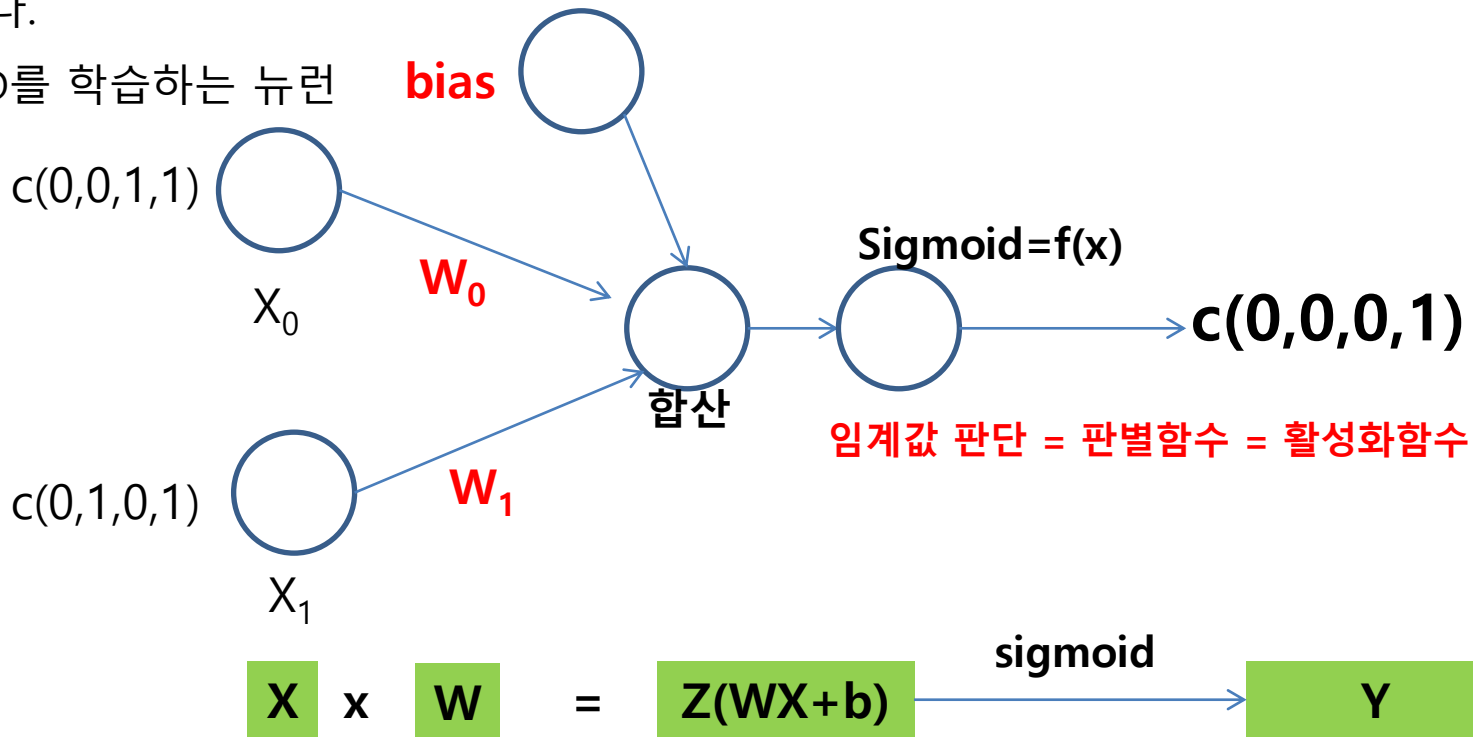 다.
를 학습하는 뉴런
bias
c(0,0,1,1)
W₀
X₀
Sigmoid=f(x)
c(0,0,0,1)
합산
임계값 판단 = 판별함수 = 활성화함수
W₁
c(0,1,0,1)
X₁
sigmoid
X x W = Z(WX+b) Y